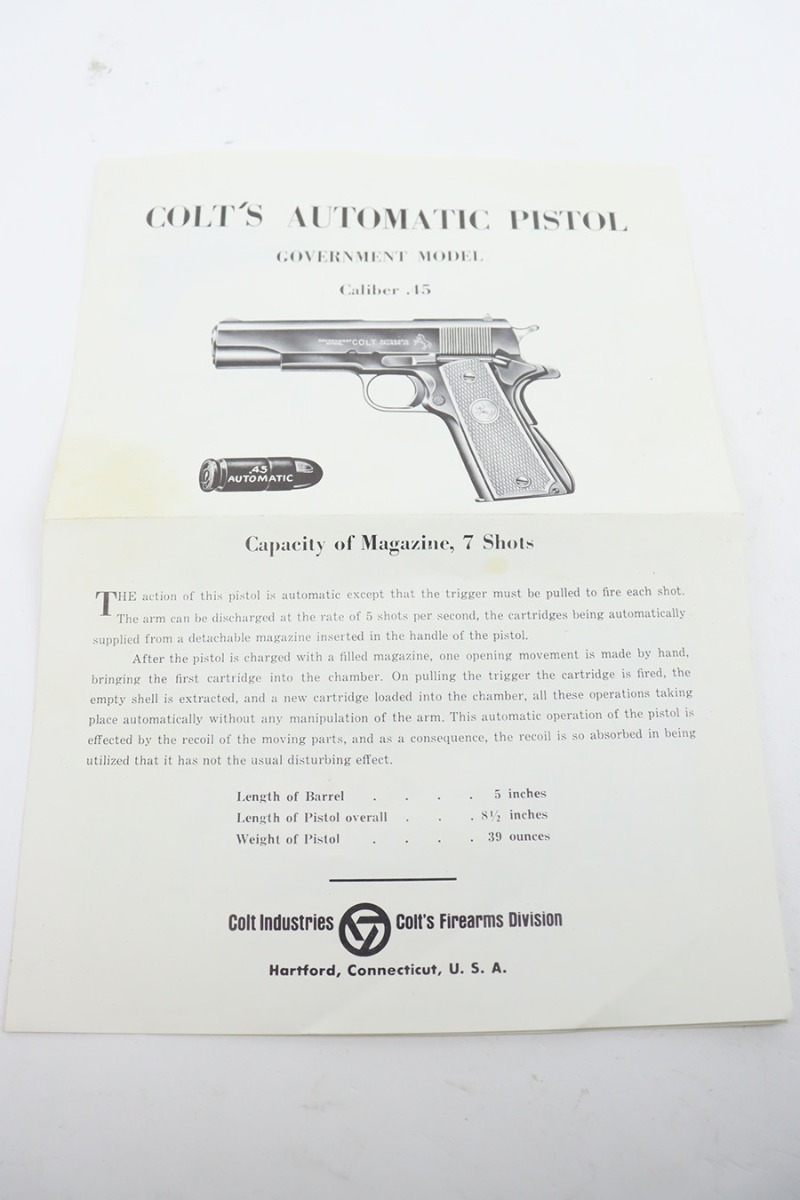 COLT'S AUTOMATIC PISTOL
GOVERNMENT MODEL
Caliber .45
COLT
.45
AUTOMATIC
Capacity of Magazine, 7 Shots
THE action of this pistol is automatic except that the trigger must be pulled to fire each shot.
The arm can be discharged at the rate of 5 shots per second, the cartridges being automatically
supplied from a detachable magazine inserted in the handle of the pistol.
After the pistol is charged with a filled magazine, one opening movement is made by hand,
bringing the first cartridge into the chamber. On pulling the trigger the cartridge is fired, the
empty shell is extracted, and a new cartridge loaded into the chamber, all these operations taking
place automatically without any manipulation of the arm. This automatic operation of the pistol is
effected by the recoil of the moving parts, and as a consequence, the recoil is so absorbed in being
utilized that it has not the usual disturbing effect.
Length of Barrel . . . . 5 inches
Length of Pistol overall . . . 8½ inches
Weight of Pistol . . . . 39 ounces
Colt Industries Colt's Firearms Division
Hartford, Connecticut, U. S. A.